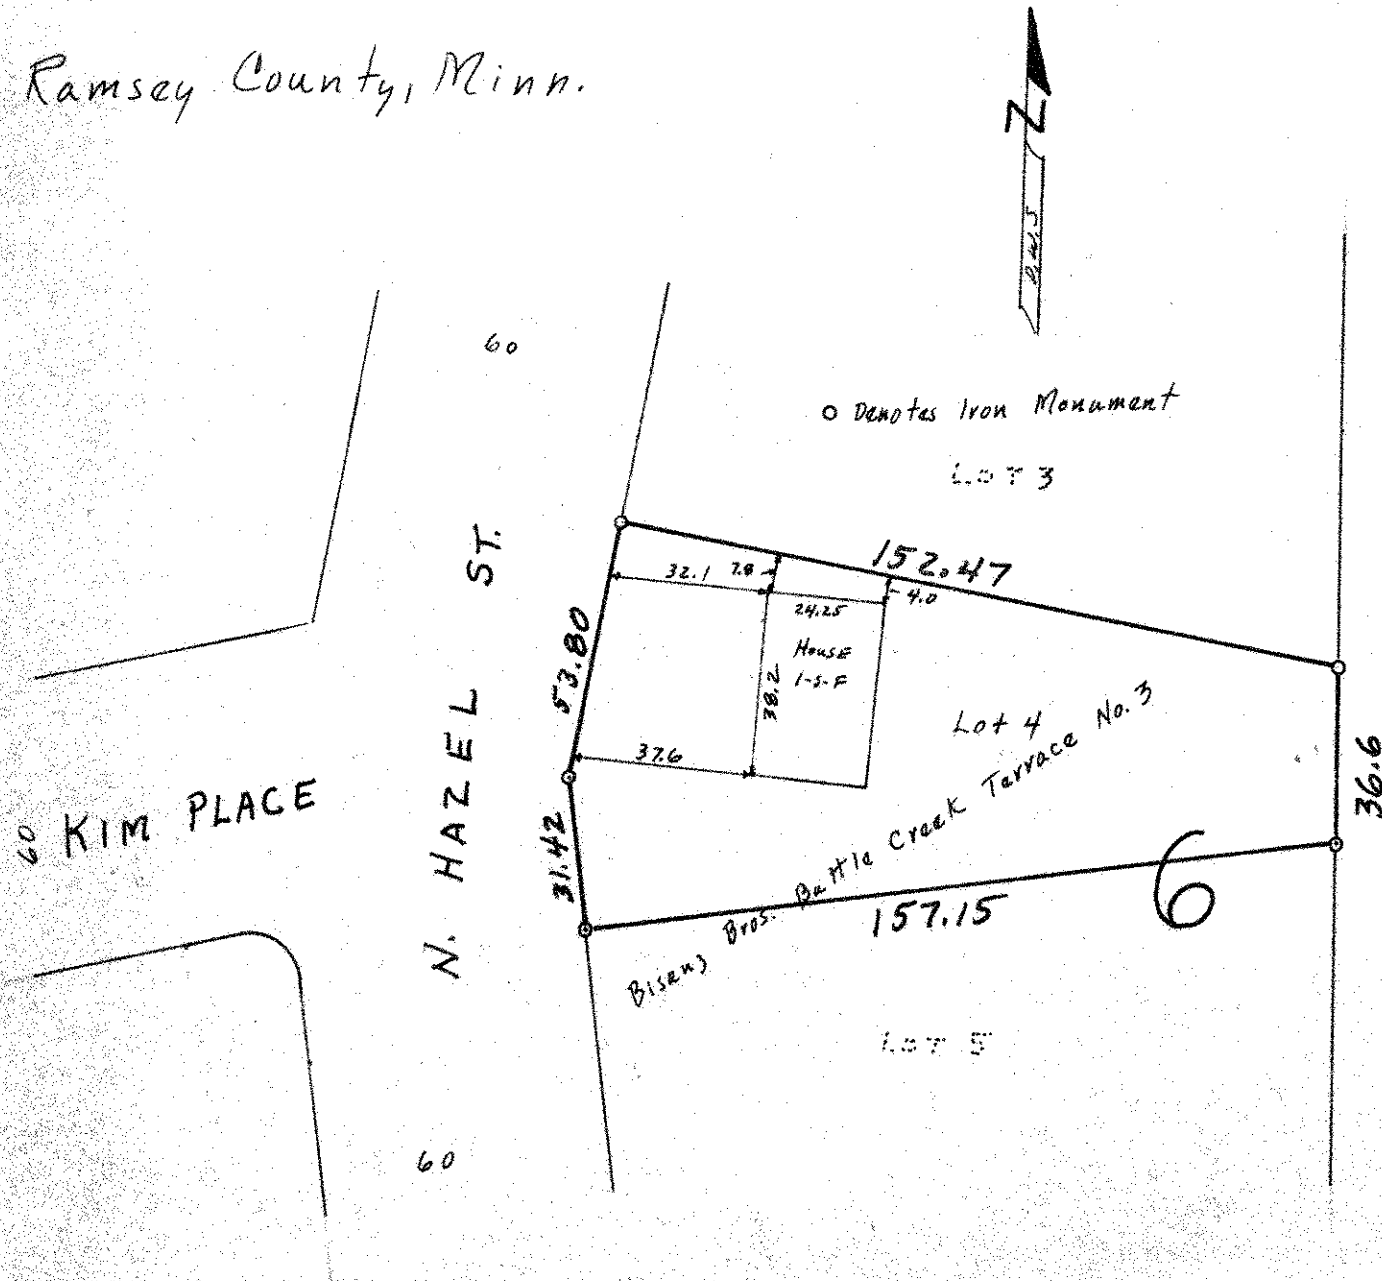 Ramsey County, Minn.
N
60
O Denotes Iron Monument
LOT 3
N. HAZEL ST.
152.47
32.1
7.8
4.0
24.25
House
1-S-F
53.80
38.2
37.6
Lot 4
Bisanz Bros. Battle Creek Terrace No. 3
36.6
KIM PLACE
60
31.42
157.15
6
LOT 5
60